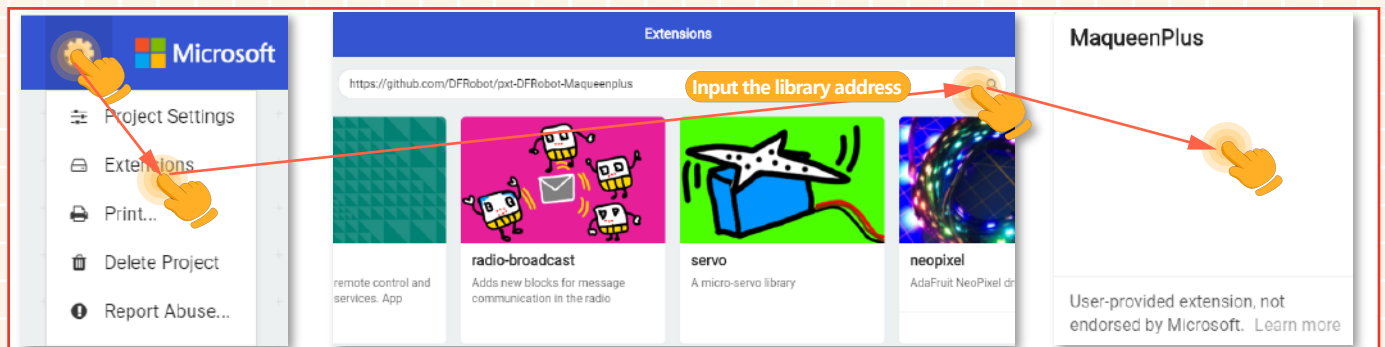 Microsoft
Project Settings
Extensions
Print...
Delete Project
Report Abuse...
Extensions
https://github.com/DFRobot/pxt-DFRobot-Maqueenplus
Input the library address
remote control and
services. App
radio-broadcast
Adds new blocks for message
communication in the radio
servo
A micro-servo library
neopixel
AdaFruit NeoPixel dr
MaqueenPlus
User-provided extension, not
endorsed by Microsoft. Learn more